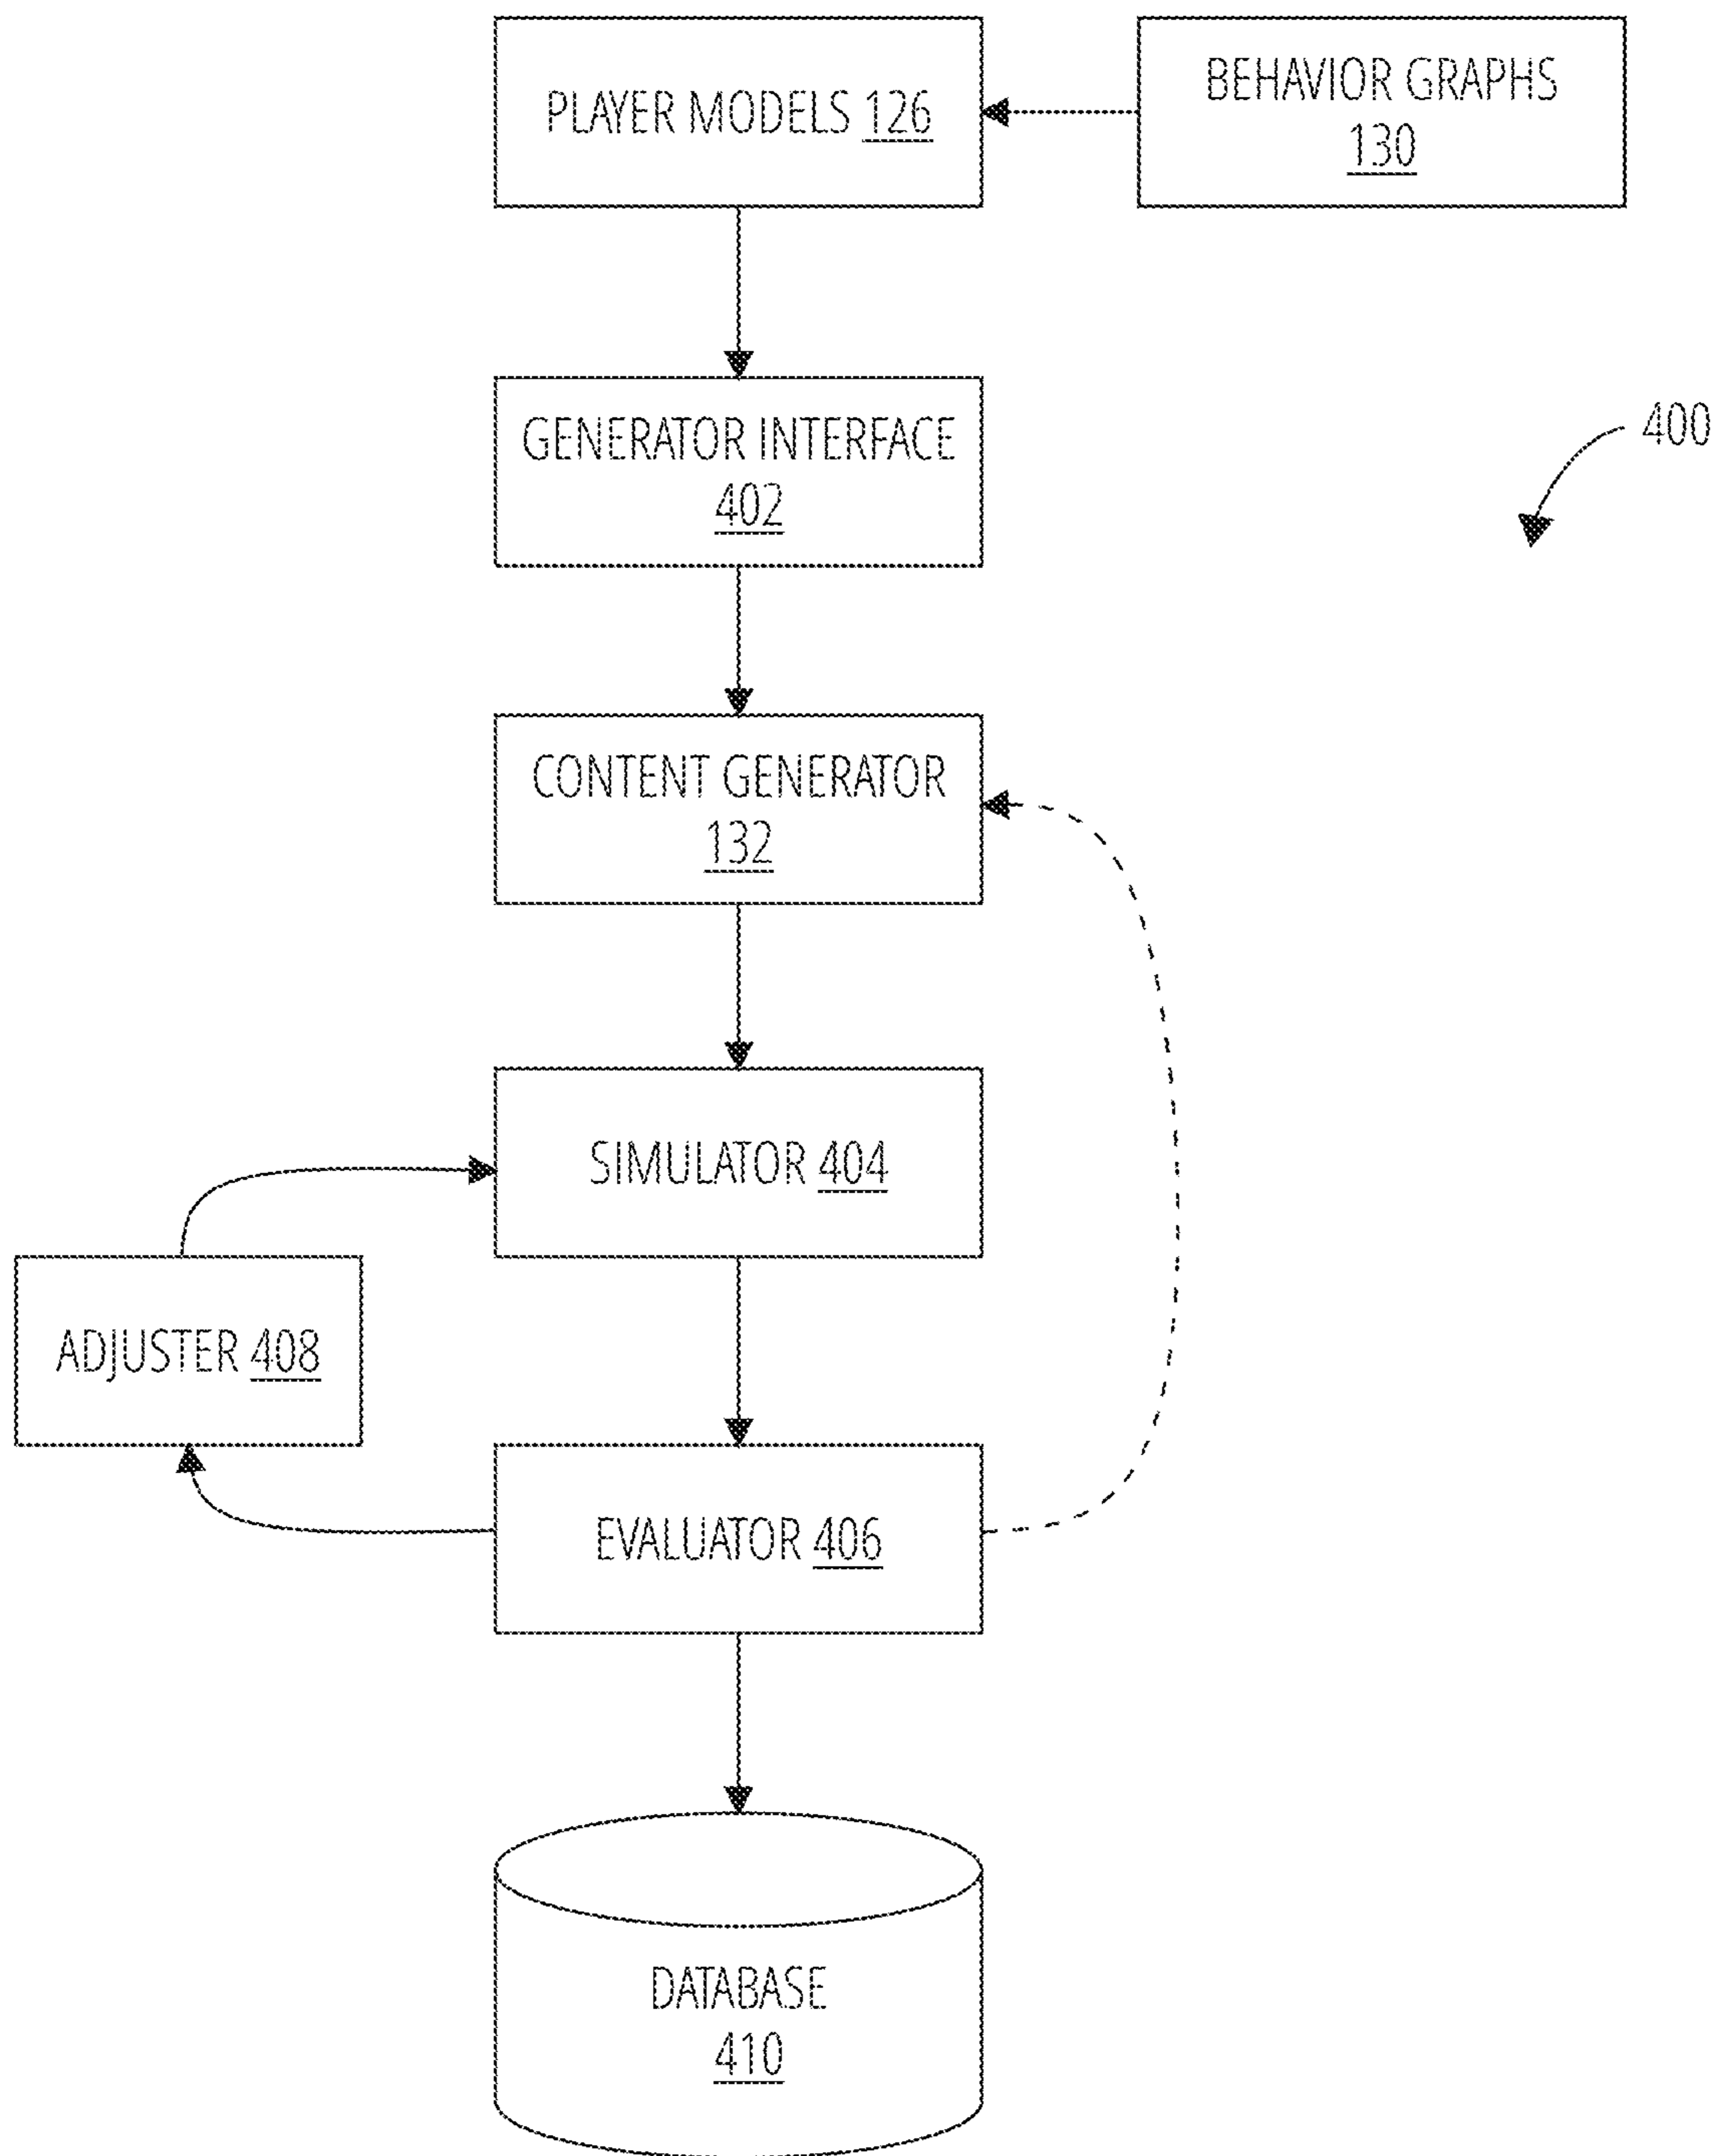 PLAYER MODELS 126
BEHAVIOR GRAPHS
130
GENERATOR INTERFACE
402
400
CONTENT GENERATOR
132
SIMULATOR 404
ADJUSTER 408
EVALUATOR 406
DATABASE
410